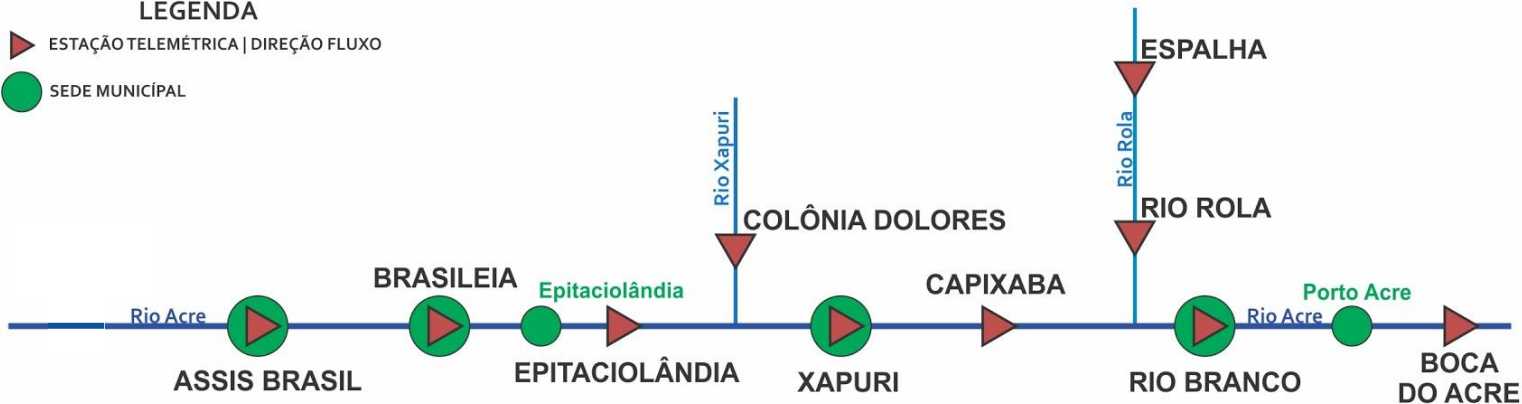 LEGENDA
ESTAÇÃO TELEMÉTRICA | DIREÇÃO FLUXO
SEDE MUNICÍPAL
ESPALHA
Rio Xapuri
Rio Rola
COLÔNIA DOLORES
RIO ROLA
BRASILEIA
Epitaciolândia
CAPIXABA
Porto Acre
Rio Acre
Rio Acre
ASSIS BRASIL
EPITACIOLÂNDIA
XAPURI
RIO BRANCO
BOCA
DO ACRE